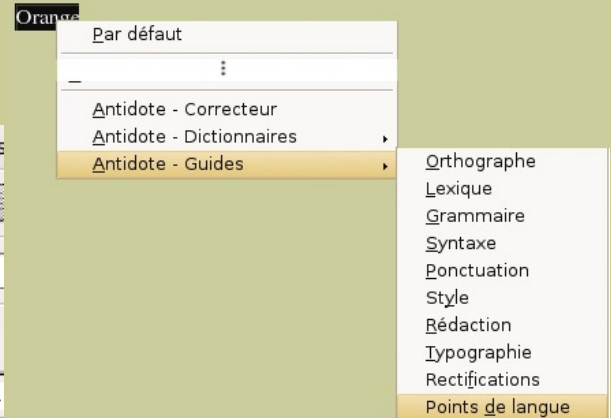 Orange
Par défaut
Antidote - Correcteur
Antidote - Dictionnaires
Antidote - Guides
Orthographe
Lexique
Grammaire
Syntaxe
Ponctuation
Style
Rédaction
Typographie
Rectifications
Points de langue